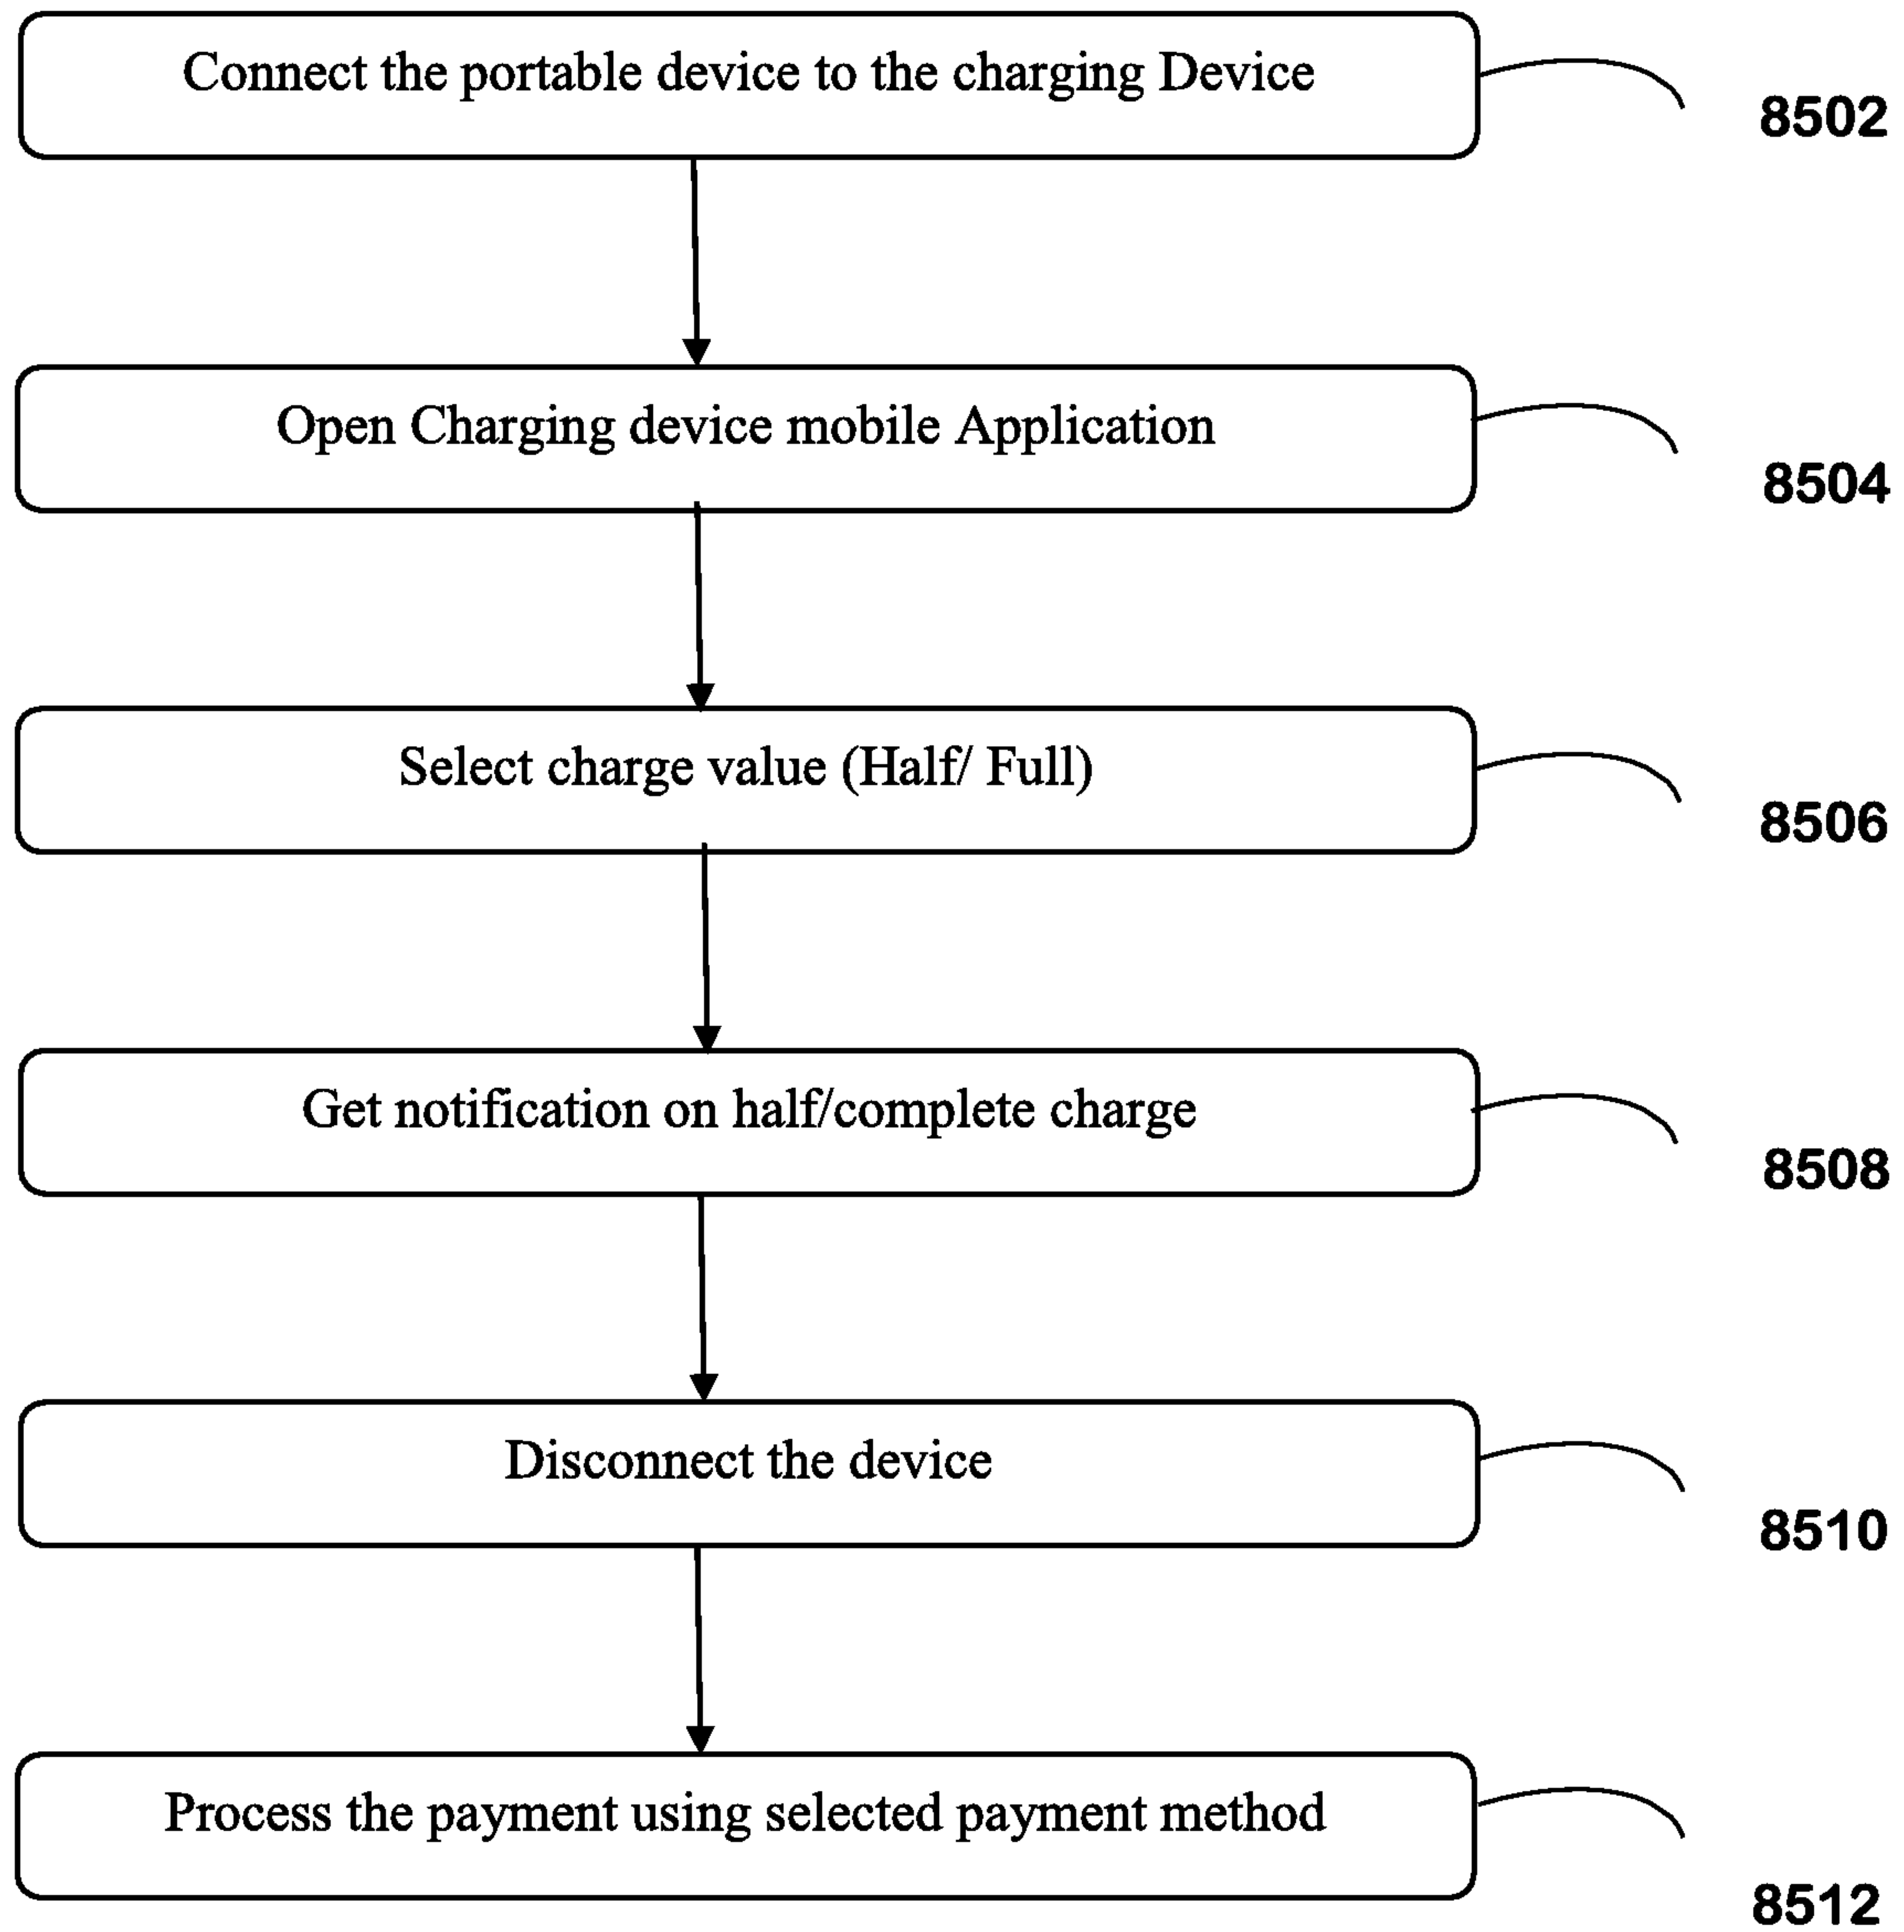 Connect the portable device to the charging Device
8502
Open Charging device mobile Application
8504
Select charge value (Half/ Full)
8506
Get notification on half/complete charge
8508
Disconnect the device
8510
Process the payment using selected payment method
8512